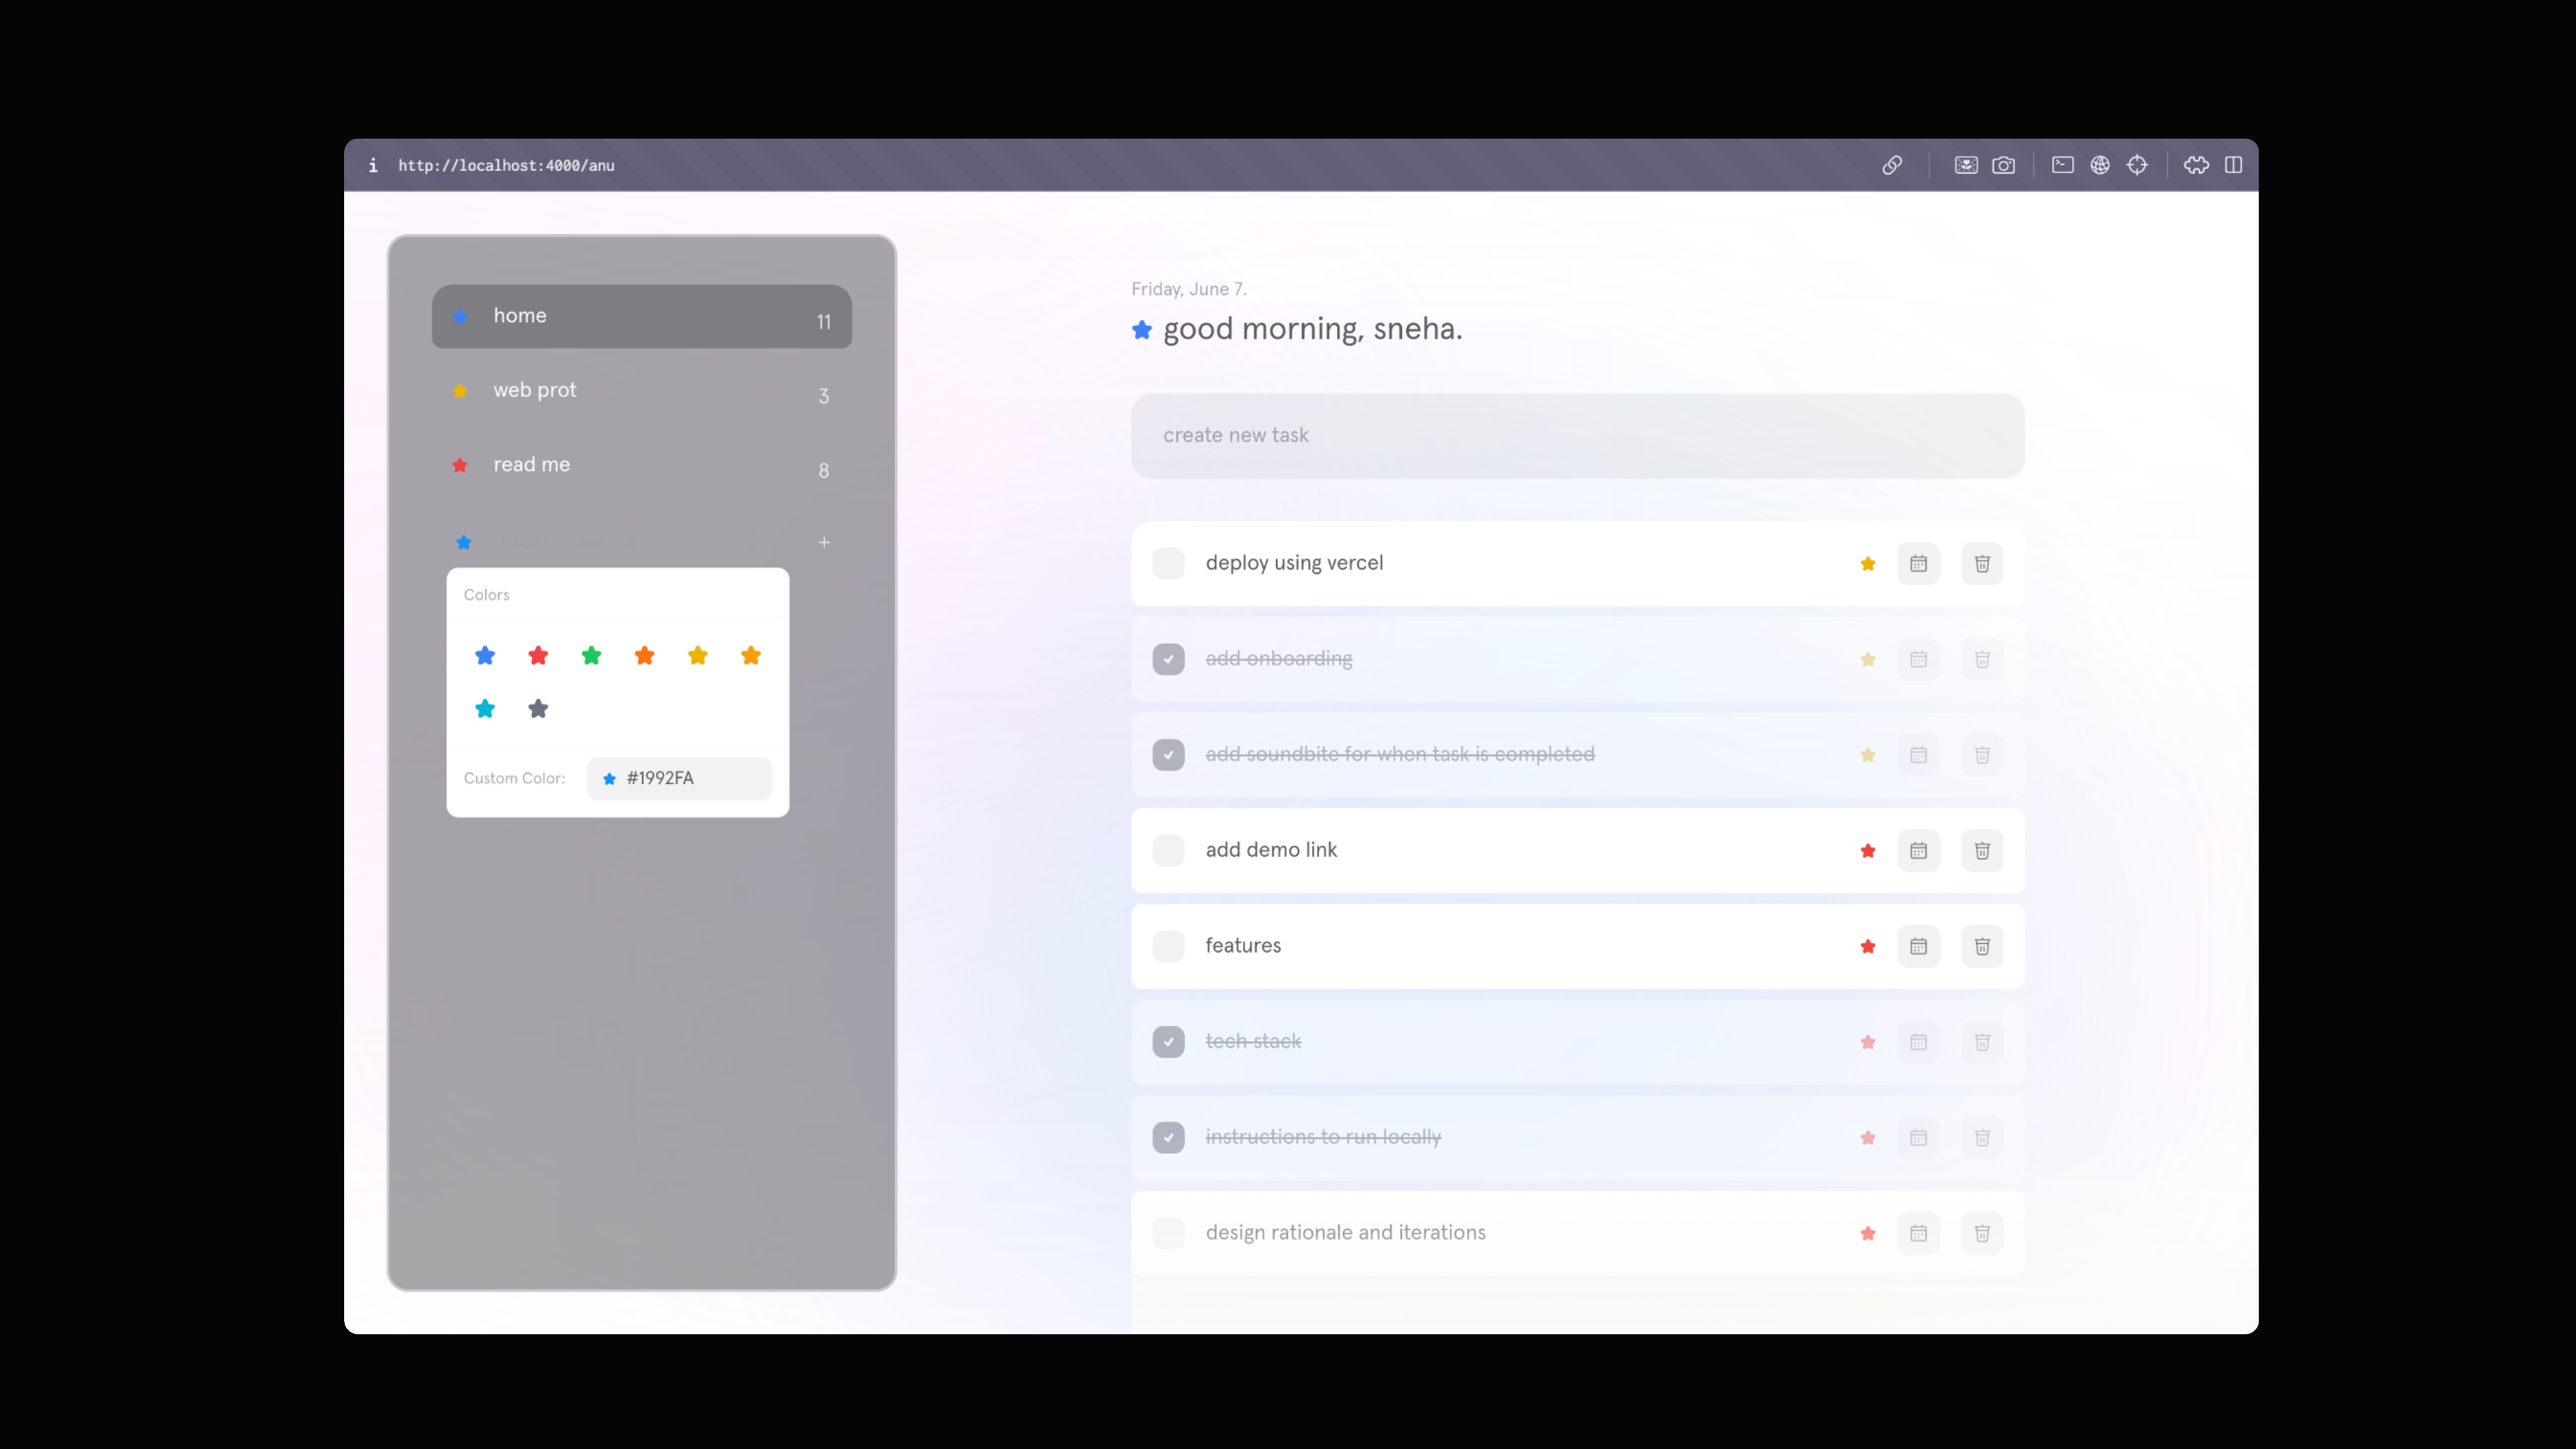 http://localhost:4000/anu
home
11
web prot
3
read me
8
+
Colors
Custom Color:
#1992FA
Friday, June 7.
good morning, sneha.
create new task
deploy using vercel
add onboarding
add soundbite for when task is completed
add demo link
features
tech stack
instructions to run locally
design rationale and iterations